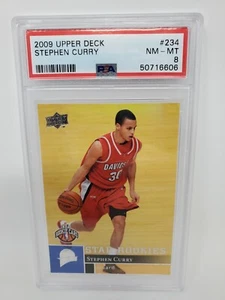 2009 UPPER DECK #234
STEPHEN CURRY NM - MT
PSA 8
50716606
DAVIDSON
30
STAR ROOKIES
STEPHEN CURRY